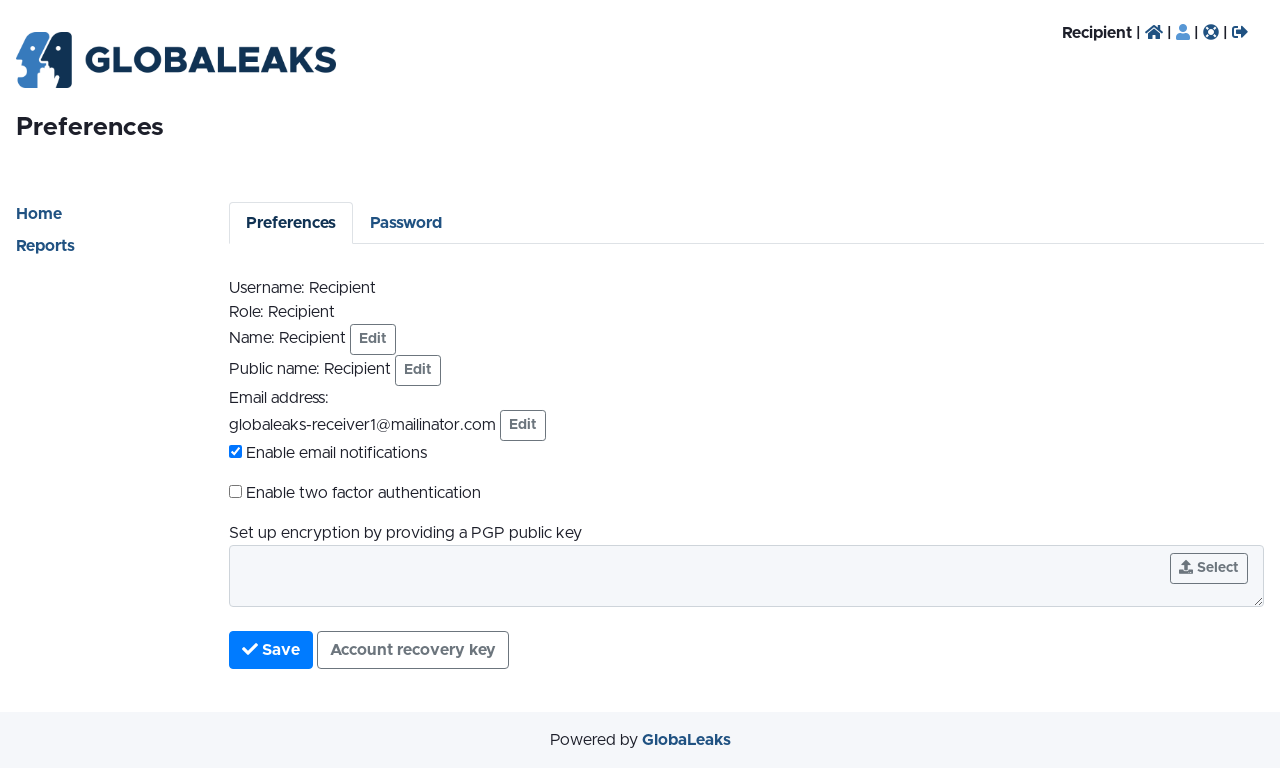 GLOBALEAKS
Recipient | | | |
Preferences
Home
Reports
Preferences Password
Username: Recipient
Role: Recipient
Name: Recipient Edit
Public name: Recipient Edit
Email address:
globaleaks-receiver1@mailinator.com Edit
Enable email notifications
Enable two factor authentication
Set up encryption by providing a PGP public key
Select
Save Account recovery key
Powered by GlobaLeaks